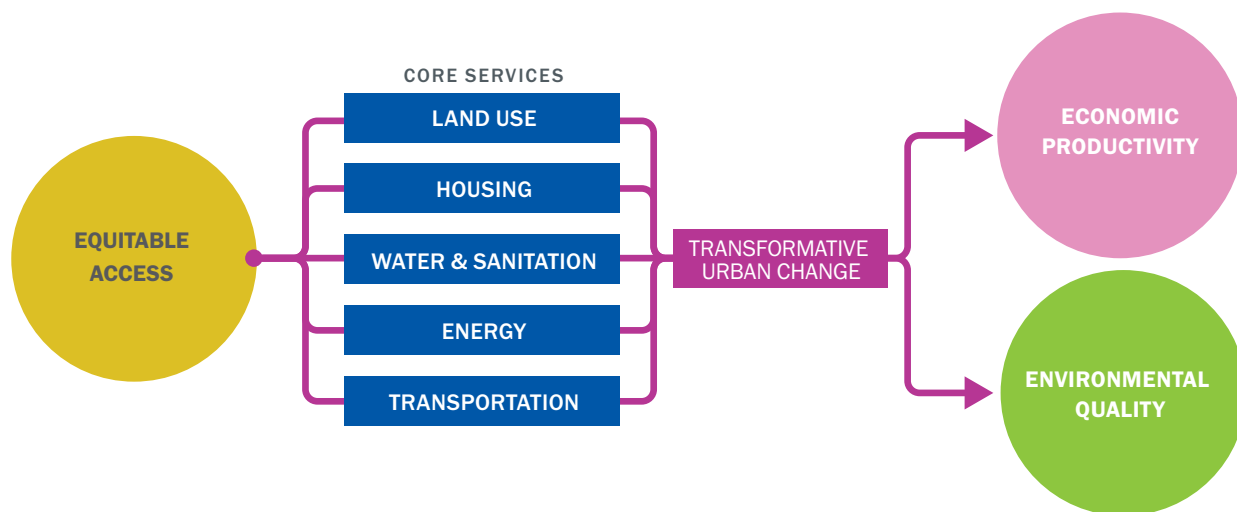 EQUITABLE
ACCESS
CORE SERVICES
LAND USE
HOUSING
WATER & SANITATION
ENERGY
TRANSPORTATION
TRANSFORMATIVE
URBAN CHANGE
ECONOMIC
PRODUCTIVITY
ENVIRONMENTAL
QUALITY